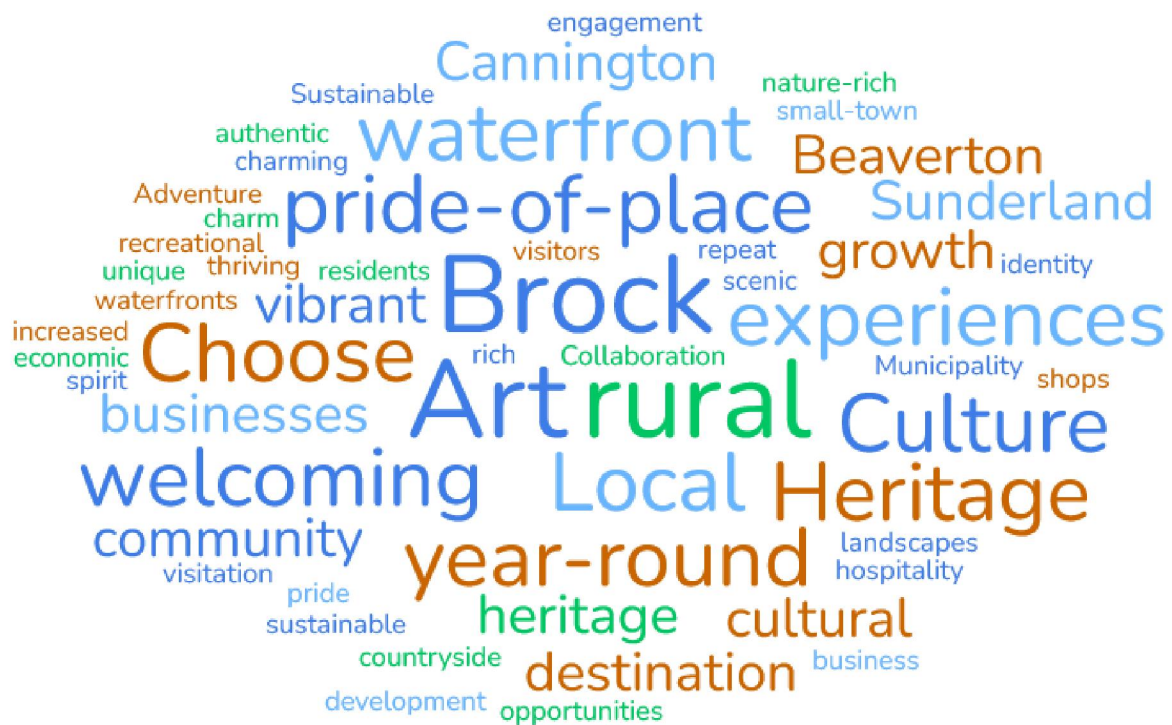 engagement
Cannington
nature-rich
Sustainable
small-town
waterfront
authentic
Beaverton
charming
Adventure
pride-of-place
Sunderland
charm
recreational
visitors
repeat
growth
unique
thriving
residents
Brock
scenic
identity
waterfronts
vibrant
experiences
increased
Choose
rich
Collaboration
economic
Municipality
spirit
shops
businesses
Art
rural
Culture
welcoming
Local
Heritage
community
year-round
landscapes
visitation
hospitality
pride
heritage
cultural
sustainable
countryside
destination
business
development
opportunities